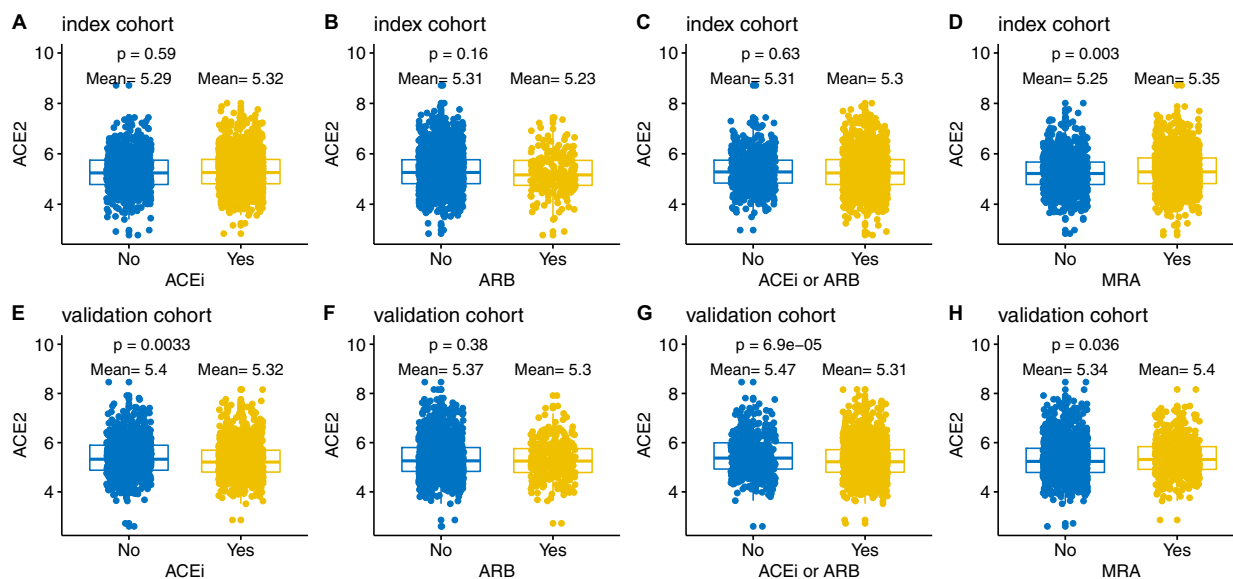 A index cohort
p = 0.59
Mean= 5.29 Mean= 5.32
10
8
6
4
ACE2
No Yes
ACEi
B index cohort
p = 0.16
Mean= 5.31 Mean= 5.23
10
8
6
4
ACE2
No Yes
ARB
C index cohort
p = 0.63
Mean= 5.31 Mean= 5.3
10
8
6
4
ACE2
No Yes
ACEi or ARB
D index cohort
p = 0.003
Mean= 5.25 Mean= 5.35
10
8
6
4
ACE2
No Yes
MRA
E validation cohort
p = 0.0033
Mean= 5.4 Mean= 5.32
10
8
6
4
ACE2
No Yes
ACEi
F validation cohort
p = 0.38
Mean= 5.37 Mean= 5.3
10
8
6
4
ACE2
No Yes
ARB
G validation cohort
p = 6.9e−05
Mean= 5.47 Mean= 5.31
10
8
6
4
ACE2
No Yes
ACEi or ARB
H validation cohort
p = 0.036
Mean= 5.34 Mean= 5.4
10
8
6
4
ACE2
No Yes
MRA